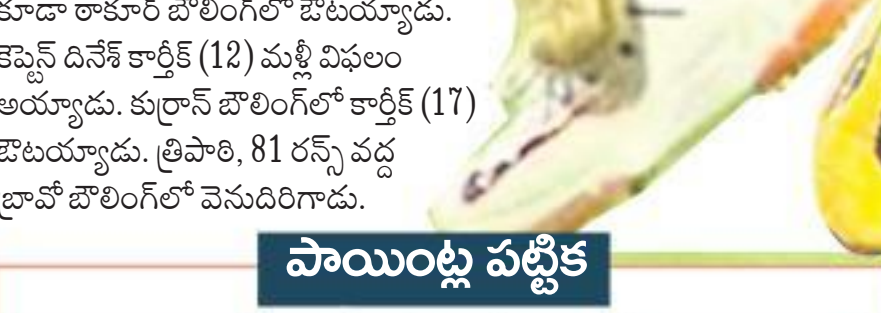 కూడా ఠాకూర్ బౌలింగ్‌లో ఔటయ్యాడు.
కెప్టెన్ దినేశ్ కార్తీక్ (12) మళ్లీ విఫలం
అయ్యాడు. కుర్రాన్ బౌలింగ్‌లో కార్తీక్ (17)
ఔటయ్యాడు. త్రిపాఠి, 81 రన్స్ వద్ద
బ్రావో బౌలింగ్‌లో వెనుదిరిగాడు.
పాయింట్ల పట్టిక